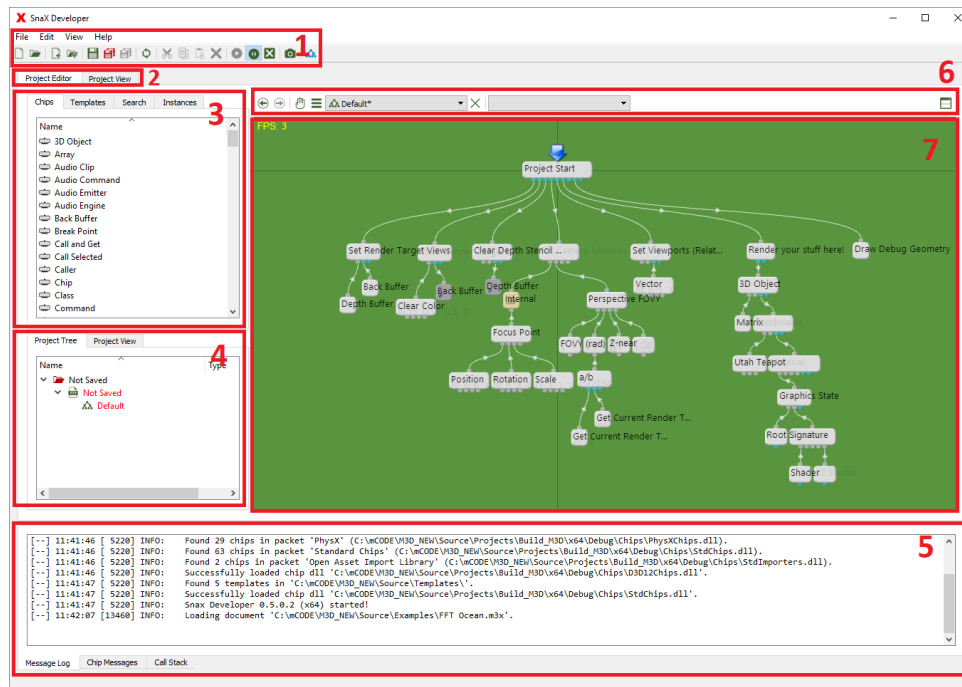 SnaX Developer
File Edit View Help
1
Project Editor Project View 2
3
Chips Templates Search Instances
Name
3D Object
Array
Audio Clip
Audio Command
Audio Emitter
Audio Engine
Back Buffer
Break Point
Call and Get
Call Selected
Caller
Chip
Class
Command
4
Project Tree Project View
Name Type
Not Saved
Not Saved
Default
6
Default*
7
FPS: 3
Project Start
Set Render Target Views Clear Depth Stencil ... Set Viewports (Relat... Render your stuff here! Draw Debug Geometry
Back Buffer Back Buffer Depth Buffer Vector 3D Object
Depth Buffer Clear Color Internal Perspective FOVY
Matrix
Focus Point FOVY (rad) Z-near
Utah Teapot
Position Rotation Scale a/b
Graphics State
Get Current Render T...
Get Current Render T... Root Signature
Shader
5
[--] 11:41:46 [ 5220] INFO: Found 29 chips in packet 'PhysX' (C:\mCODE\M3D_NEW\Source\Projects\Build_M3D\x64\Debug\Chips\PhysXChips.dll).
[--] 11:41:46 [ 5220] INFO: Found 63 chips in packet 'Standard Chips' (C:\mCODE\M3D_NEW\Source\Projects\Build_M3D\x64\Debug\Chips\StdChips.dll).
[--] 11:41:46 [ 5220] INFO: Found 2 chips in packet 'Open Asset Import Library' (C:\mCODE\M3D_NEW\Source\Projects\Build_M3D\x64\Debug\Chips\StdImporters.dll).
[--] 11:41:46 [ 5220] INFO: Successfully loaded chip dll 'C:\mCODE\M3D_NEW\Source\Projects\Build_M3D\x64\Debug\Chips\D3D12Chips.dll'.
[--] 11:41:47 [ 5220] INFO: Found 5 templates in 'C:\mCODE\M3D_NEW\Source\Templates\'.
[--] 11:41:47 [ 5220] INFO: Successfully loaded chip dll 'C:\mCODE\M3D_NEW\Source\Projects\Build_M3D\x64\Debug\Chips\StdChips.dll'.
[--] 11:41:47 [ 5220] INFO: Snax Developer 0.5.0.2 (x64) started!
[--] 11:42:07 [13460] INFO: Loading document 'C:\mCODE\M3D_NEW\Source\Examples\FFT Ocean.m3x'.
Message Log Chip Messages Call Stack